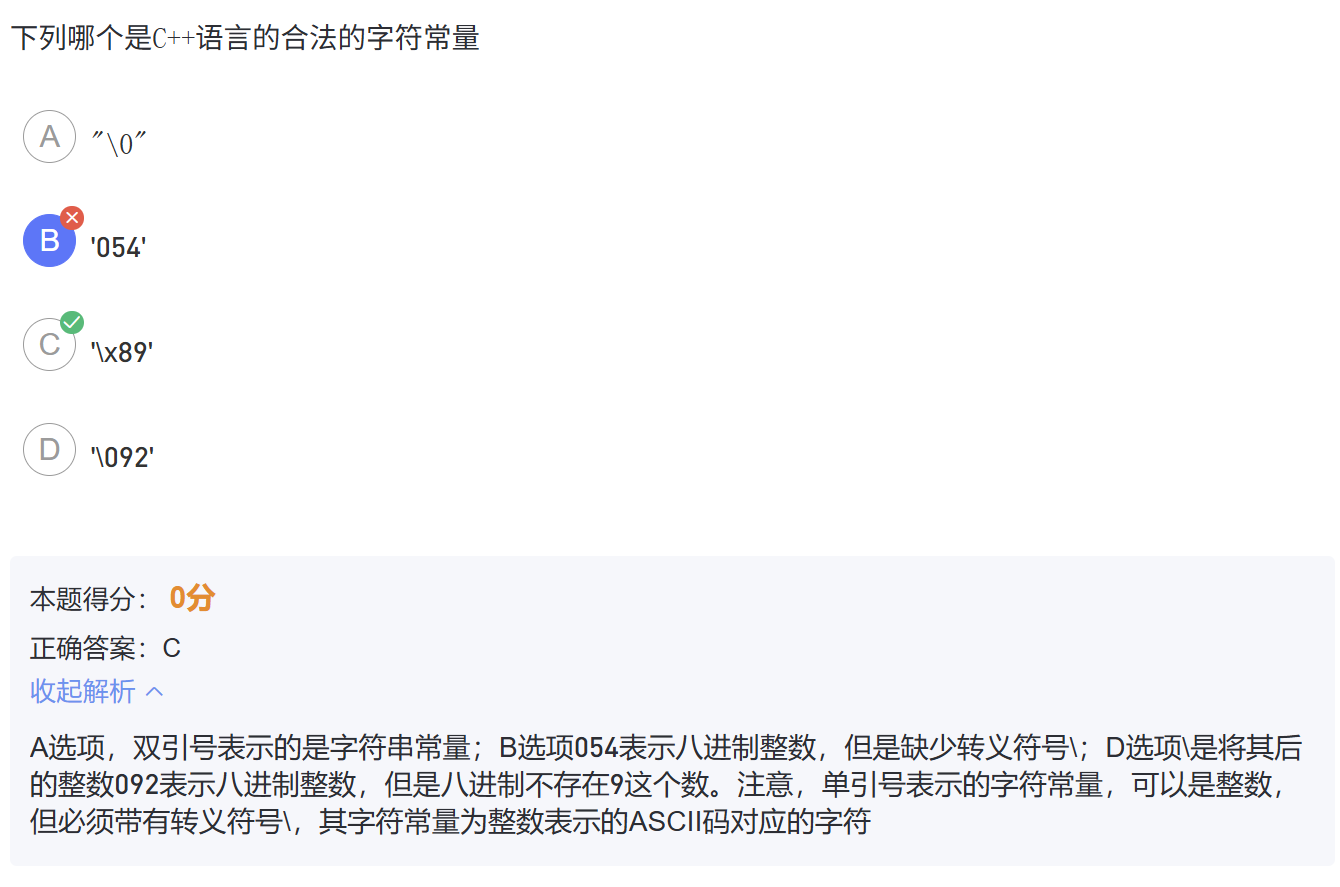 下列哪个是C++语言的合法的字符常量
A "\0"
B '054'
C '\x89'
D '\092'
本题得分： 0分
正确答案：C
收起解析
A选项，双引号表示的是字符串常量；B选项054表示八进制整数，但是缺少转义符号\；D选项\是将其后
的整数092表示八进制整数，但是八进制不存在9这个数。注意，单引号表示的字符常量，可以是整数，
但必须带有转义符号\，其字符常量为整数表示的ASCII码对应的字符